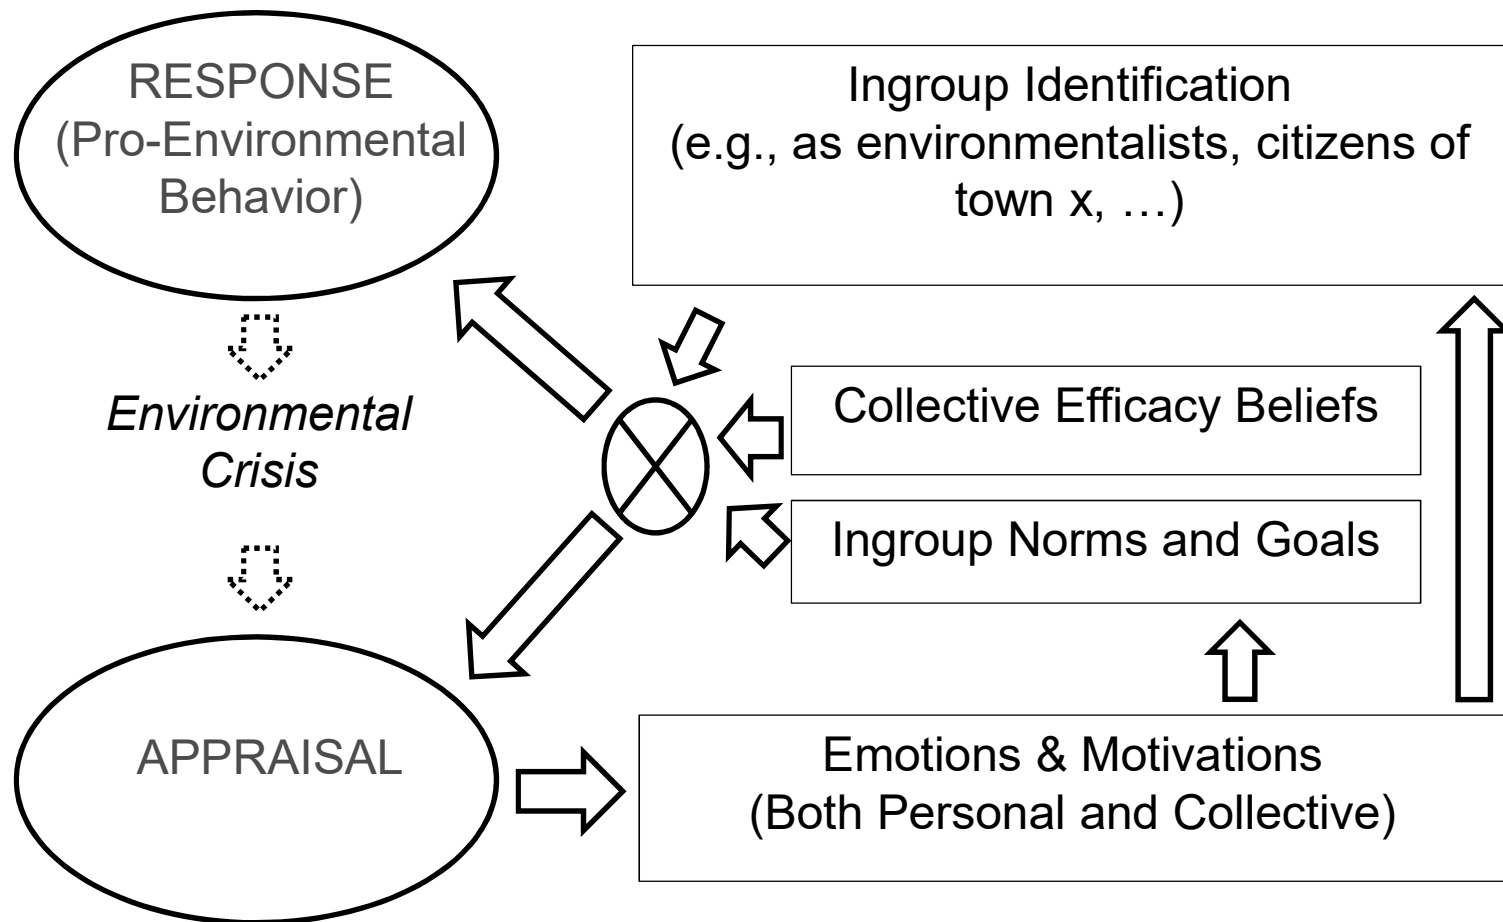 RESPONSE
(Pro-Environmental
Behavior)
Ingroup Identification
(e.g., as environmentalists, citizens of
town x, …)
Environmental
Crisis
Collective Efficacy Beliefs
Ingroup Norms and Goals
APPRAISAL
Emotions & Motivations
(Both Personal and Collective)